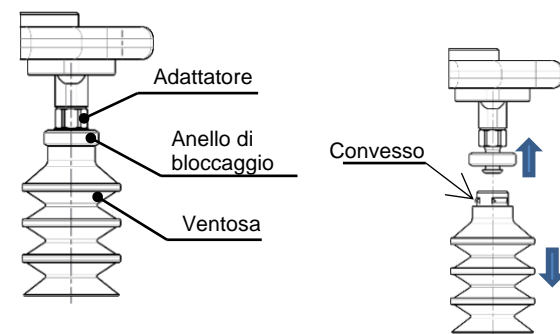 Adattatore
Anello di
bloccaggio
Ventosa
Convesso